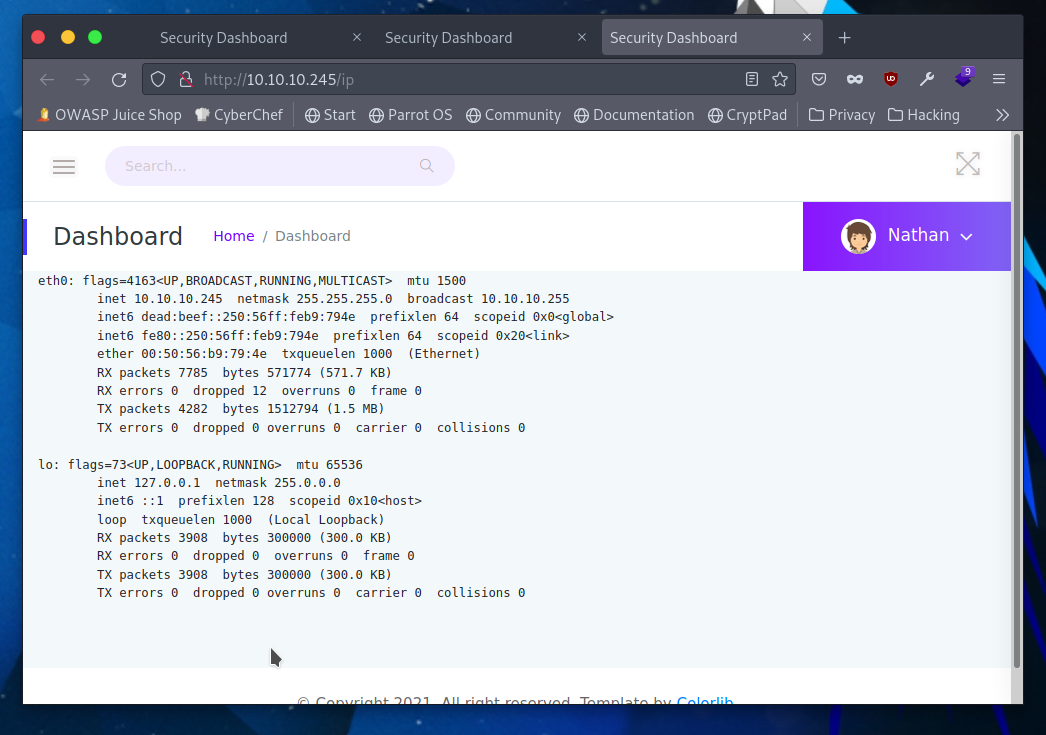 Security Dashboard Security Dashboard Security Dashboard
http://10.10.10.245/ip UD 9
OWASP Juice Shop CyberChef Start Parrot OS Community Documentation CryptPad Privacy Hacking
Search...
Dashboard Home / Dashboard Nathan
eth0: flags=4163<UP,BROADCAST,RUNNING,MULTICAST>  mtu 1500
        inet 10.10.10.245  netmask 255.255.255.0  broadcast 10.10.10.255
        inet6 dead:beef::250:56ff:feb9:794e  prefixlen 64  scopeid 0x0<global>
        inet6 fe80::250:56ff:feb9:794e  prefixlen 64  scopeid 0x20<link>
        ether 00:50:56:b9:79:4e  txqueuelen 1000  (Ethernet)
        RX packets 7785  bytes 571774 (571.7 KB)
        RX errors 0  dropped 12  overruns 0  frame 0
        TX packets 4282  bytes 1512794 (1.5 MB)
        TX errors 0  dropped 0 overruns 0  carrier 0  collisions 0
lo: flags=73<UP,LOOPBACK,RUNNING>  mtu 65536
        inet 127.0.0.1  netmask 255.0.0.0
        inet6 ::1  prefixlen 128  scopeid 0x10<host>
        loop  txqueuelen 1000  (Local Loopback)
        RX packets 3908  bytes 300000 (300.0 KB)
        RX errors 0  dropped 0  overruns 0  frame 0
        TX packets 3908  bytes 300000 (300.0 KB)
        TX errors 0  dropped 0 overruns 0  carrier 0  collisions 0
© Copyright 2021. All right reserved. Template by Colorlib